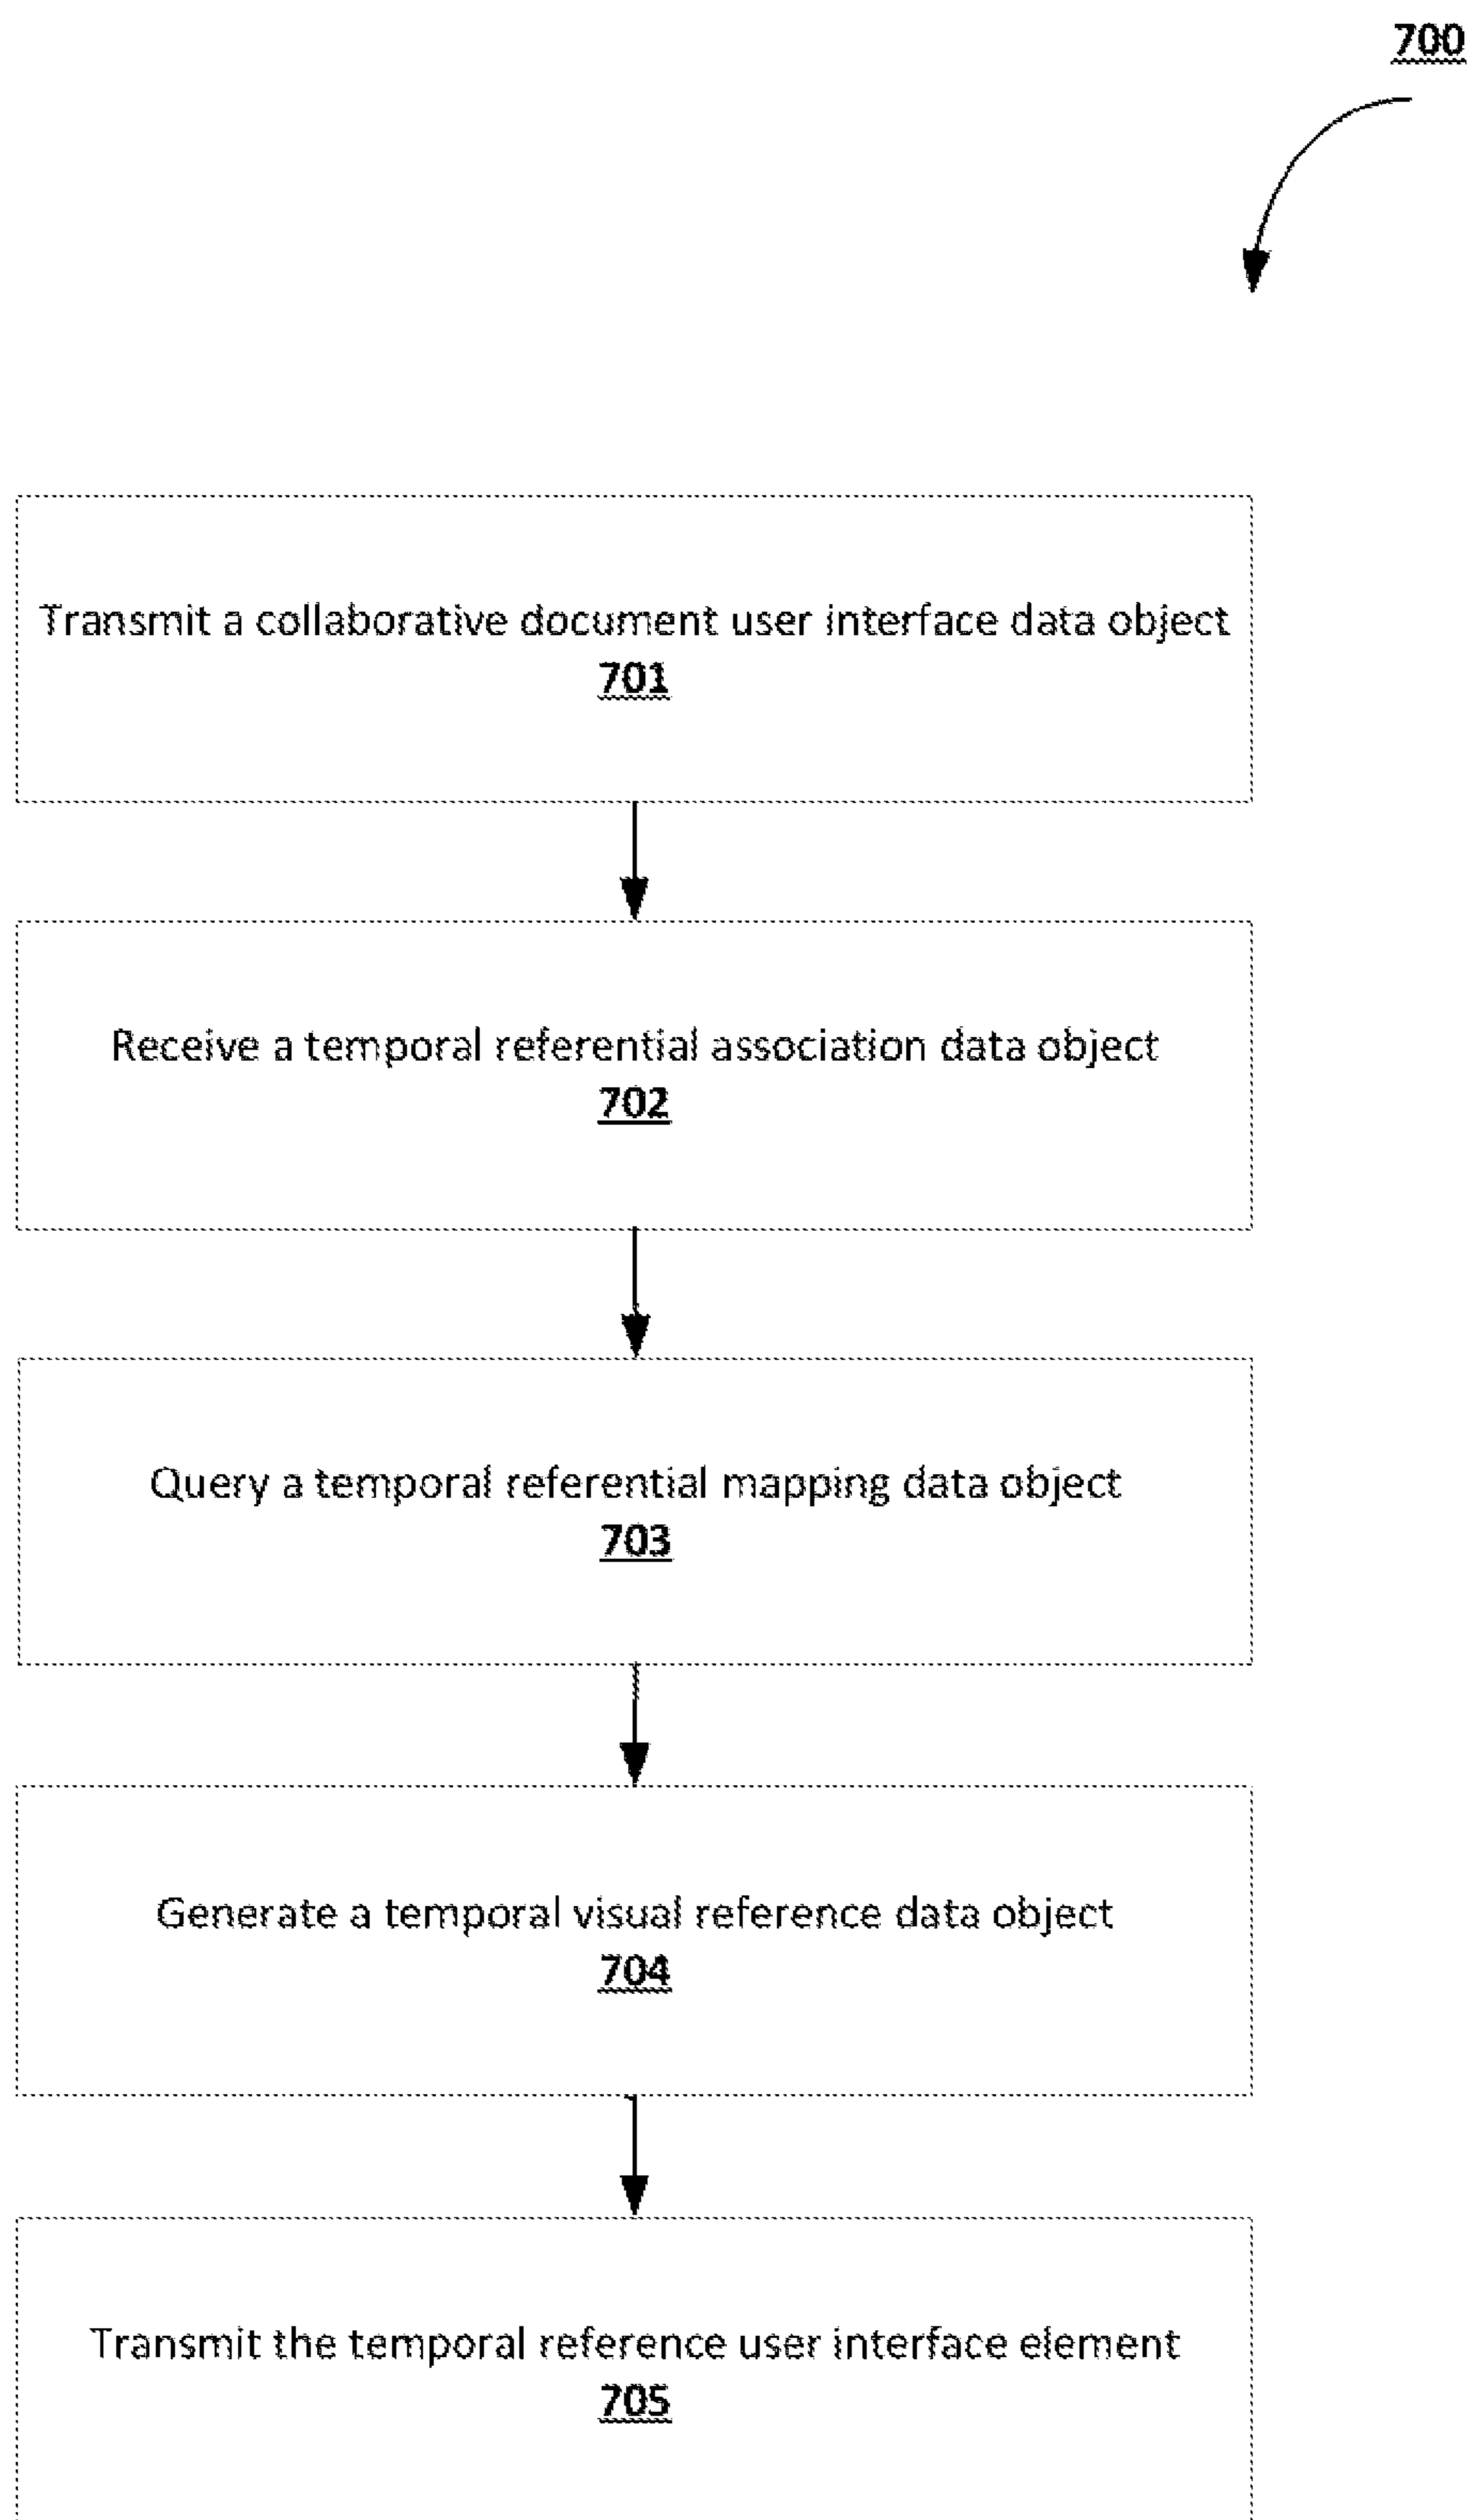 700
Transmit a collaborative document user interface data object
701
Receive a temporal referential association data object
702
Query a temporal referential mapping data object
703
Generate a temporal visual reference data object
704
Transmit the temporal reference user interface element
705